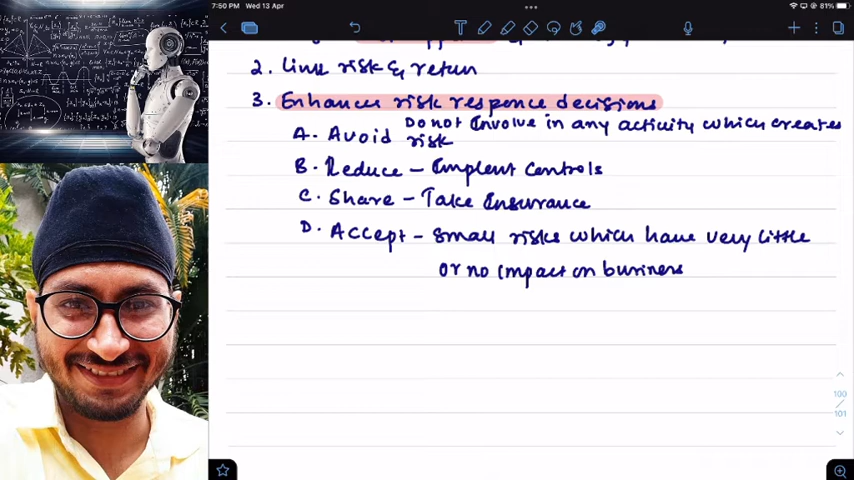 7:50 PM Wed 13 Apr
81%
2. Link risk & return
3. Enhances risk responce decisions
A. Avoid Do not Involve in any activity which creates
risk
B. Reduce - Implent Controls
C. Share - Take Insurance
D. Accept - Small risks which have very little
or no impact on business
100
101